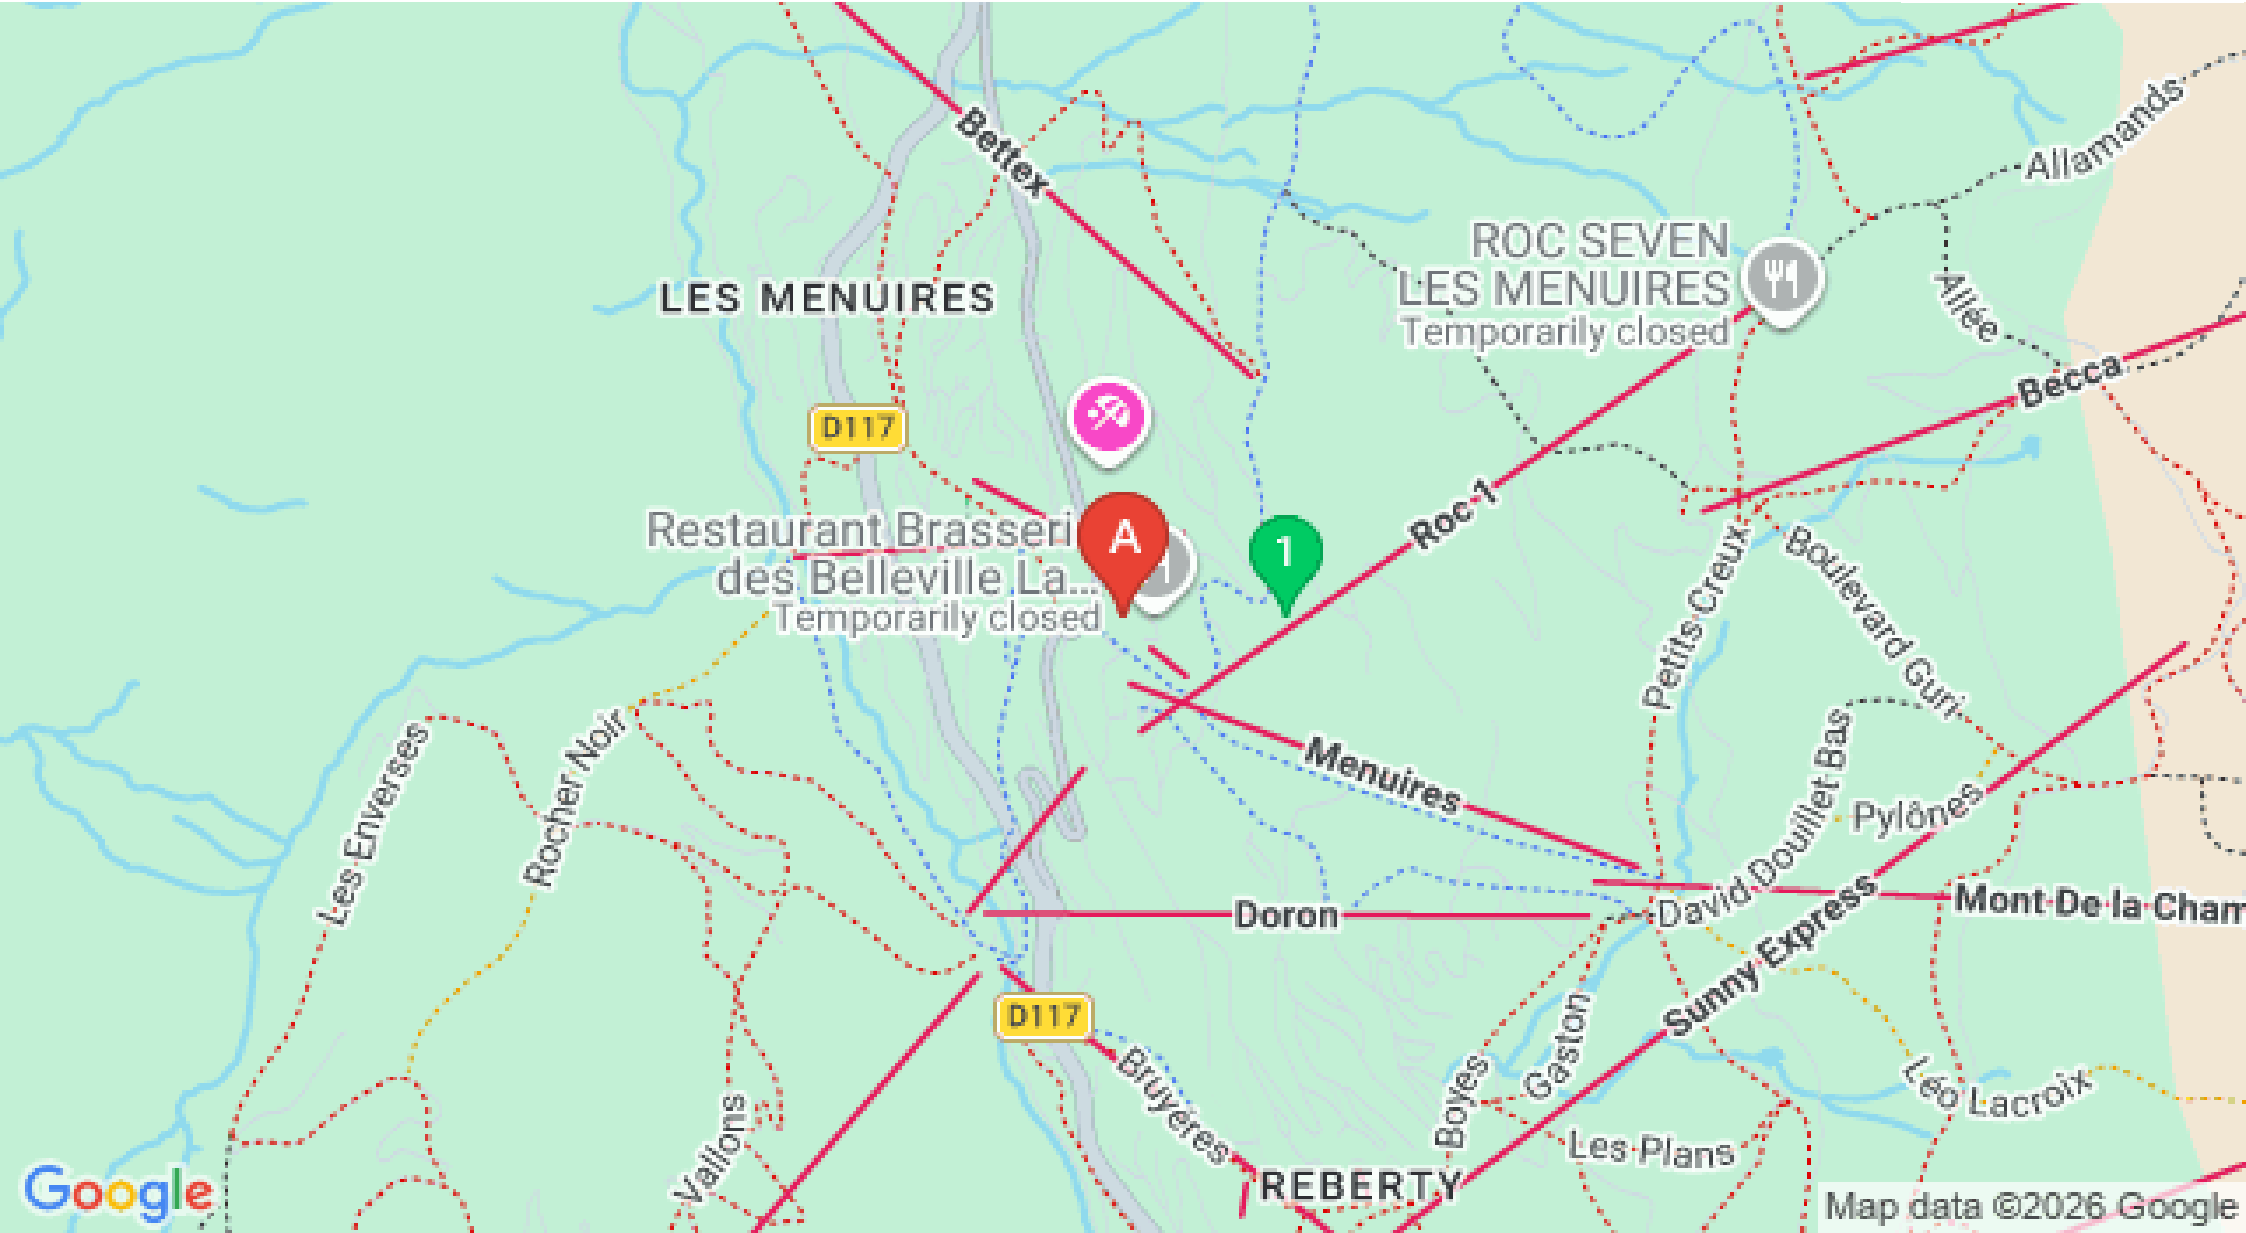 Bettex
Allamands
ROC SEVEN
LES MENUIRES
Temporarily closed
LES MENUIRES
Allée
Becca
D117
Roc 1
A
1
Restaurant Brasseri
des Belleville La...
Temporarily closed
Petits Creux
Boulevard Guri
Les Enverses
Rocher Noir
Menuires
David Douillet Bas
Pylônes
Doron
Mont De la Cham
Sunny Express
D117
Bruyères
Gaston
Boyes
Léo Lacroix
Les Plans
Vallons
REBERTY
Google
Map data ©2026 Google